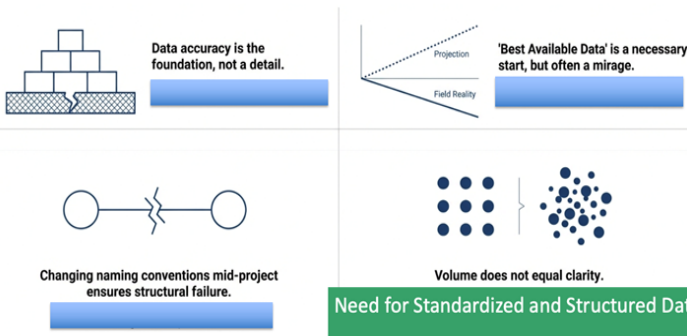 Data accuracy is the
foundation, not a detail.
Projection
Field Reality
'Best Available Data' is a necessary
start, but often a mirage.
Changing naming conventions mid-project
ensures structural failure.
Volume does not equal clarity.
Need for Standardized and Structured Dat